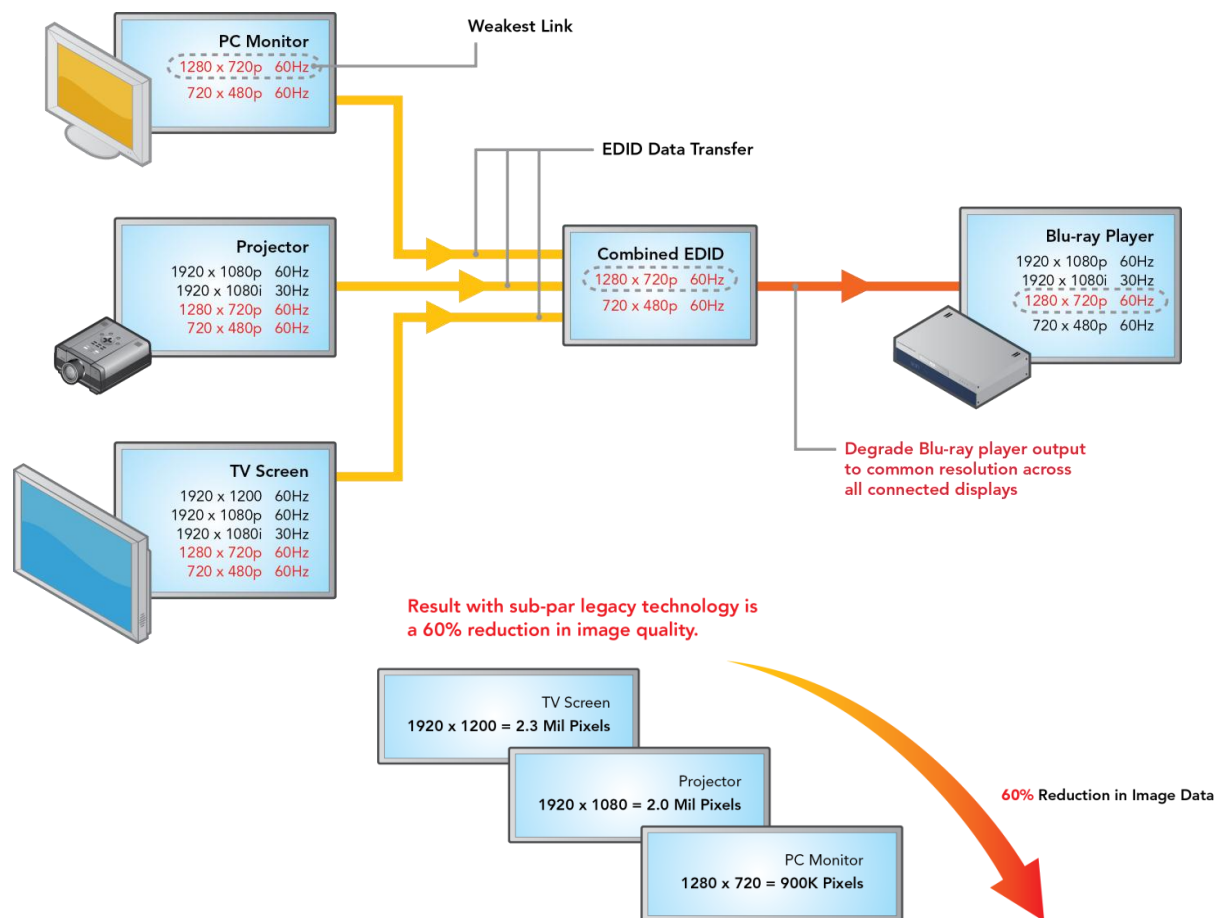 Weakest Link
PC Monitor
1280 x 720p 60Hz
720 x 480p 60Hz
EDID Data Transfer
Projector
1920 x 1080p 60Hz
1920 x 1080i 30Hz
1280 x 720p 60Hz
720 x 480p 60Hz
Combined EDID
1280 x 720p 60Hz
720 x 480p 60Hz
Blu-ray Player
1920 x 1080p 60Hz
1920 x 1080i 30Hz
1280 x 720p 60Hz
720 x 480p 60Hz
TV Screen
1920 x 1200 60Hz
1920 x 1080p 60Hz
1920 x 1080i 30Hz
1280 x 720p 60Hz
720 x 480p 60Hz
Degrade Blu-ray player output
to common resolution across
all connected displays
Result with sub-par legacy technology is
a 60% reduction in image quality.
TV Screen
1920 x 1200 = 2.3 Mil Pixels
Projector
1920 x 1080 = 2.0 Mil Pixels
PC Monitor
1280 x 720 = 900K Pixels
60% Reduction in Image Data